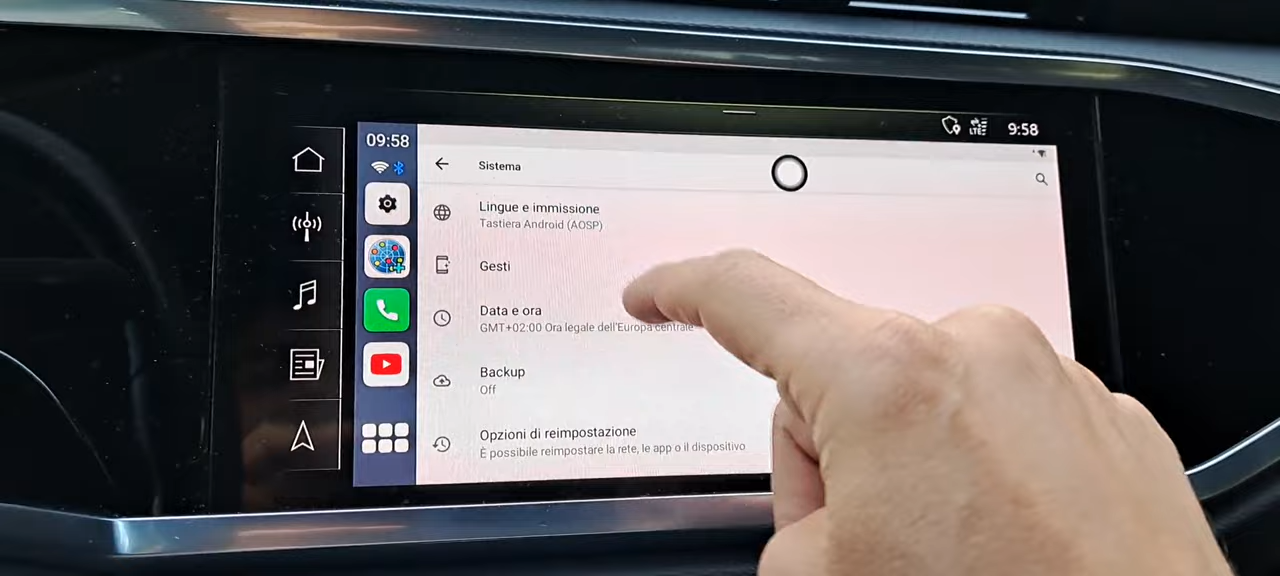 09:58
LTE
9:58
Sistema
Lingue e immissione
Tastiera Android (AOSP)
Gesti
Data e ora
GMT+02:00 Ora legale dell'Europa centrale
Backup
Off
Opzioni di reimpostazione
È possibile reimpostare la rete, le app o il dispositivo